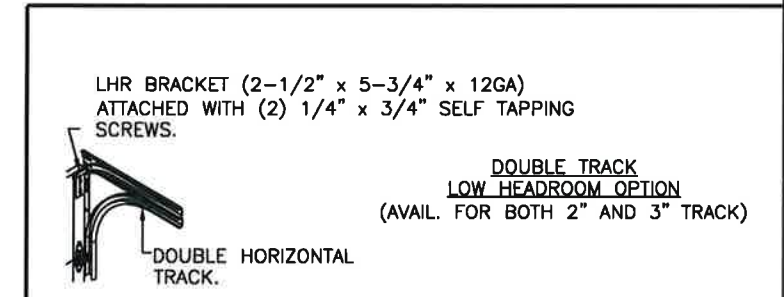 LHR BRACKET (2-1/2" x 5-3/4" x 12GA)
ATTACHED WITH (2) 1/4" x 3/4" SELF TAPPING
SCREWS.
DOUBLE TRACK
LOW HEADROOM OPTION
(AVAIL. FOR BOTH 2" AND 3" TRACK)
DOUBLE HORIZONTAL
TRACK.